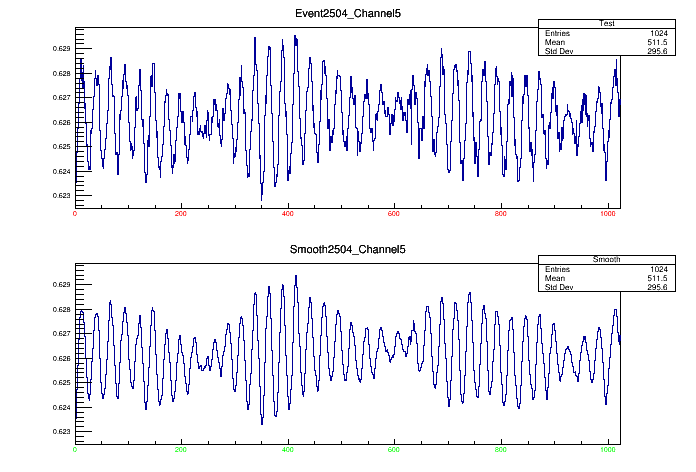 Event2504_Channel5
Test
Entries 1024
Mean 511.5
Std Dev 295.6
0.629
0.628
0.627
0.626
0.625
0.624
0.623
0 200 400 600 800 1000
Smooth2504_Channel5
Smooth
Entries 1024
Mean 511.5
Std Dev 295.6
0.629
0.628
0.627
0.626
0.625
0.624
0.623
0 200 400 600 800 1000